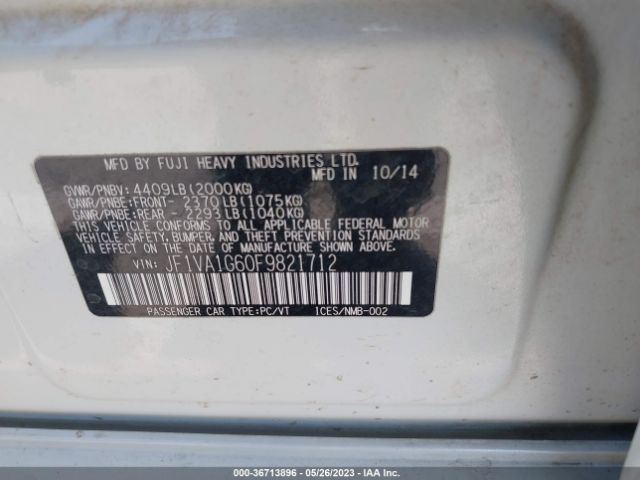 MFD BY FUJI HEAVY INDUSTRIES LTD.
MFD IN 10/14
GVWR/PNBV: 4409LB(2000KG)
GAWR/PNBE:FRONT- 2370LB(1075KG)
GAWR/PNBE:REAR - 2293LB(1040KG)
THIS VEHICLE CONFORMS TO ALL APPLICABLE FEDERAL MOTOR
VEHICLE SAFETY, BUMPER, AND THEFT PREVENTION STANDARDS
IN EFFECT ON THE DATE OF MANUFACTURE SHOWN ABOVE.
VIN: JF1VA1G60F9821712
PASSENGER CAR TYPE:PC/VT ICES/NMB-002
000-36713896 - 05/26/2023 - IAA Inc.